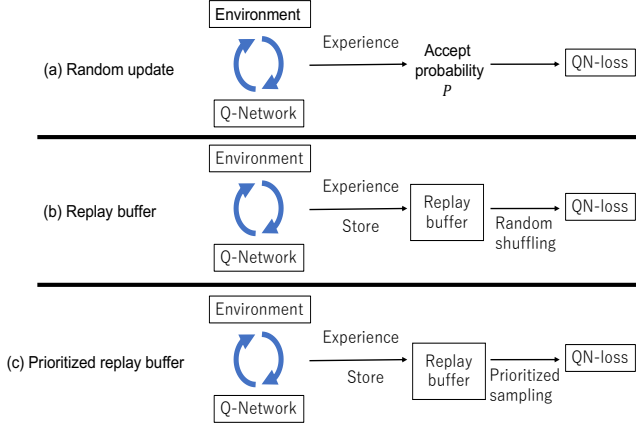 Environment
(a) Random update
Experience
Accept
probability
P
QN-loss
Q-Network
Environment
(b) Replay buffer
Experience
Store
Replay
buffer
Random
shuffling
QN-loss
Q-Network
Environment
(c) Prioritized replay buffer
Experience
Store
Replay
buffer
Prioritized
sampling
QN-loss
Q-Network